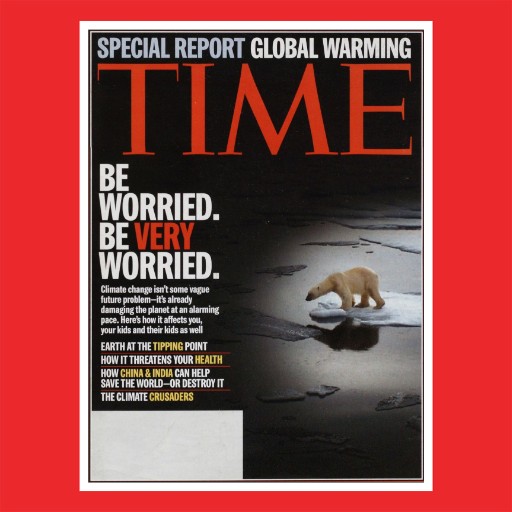 SPECIAL REPORT GLOBAL WARMING
TIME
BE
WORRIED.
BE VERY
WORRIED.
Climate change isn't some vague
future problem—it's already
damaging the planet at an alarming
pace. Here's how it affects you,
your kids and their kids as well
EARTH AT THE TIPPING POINT
HOW IT THREATENS YOUR HEALTH
HOW CHINA & INDIA CAN HELP
SAVE THE WORLD—OR DESTROY IT
THE CLIMATE CRUSADERS